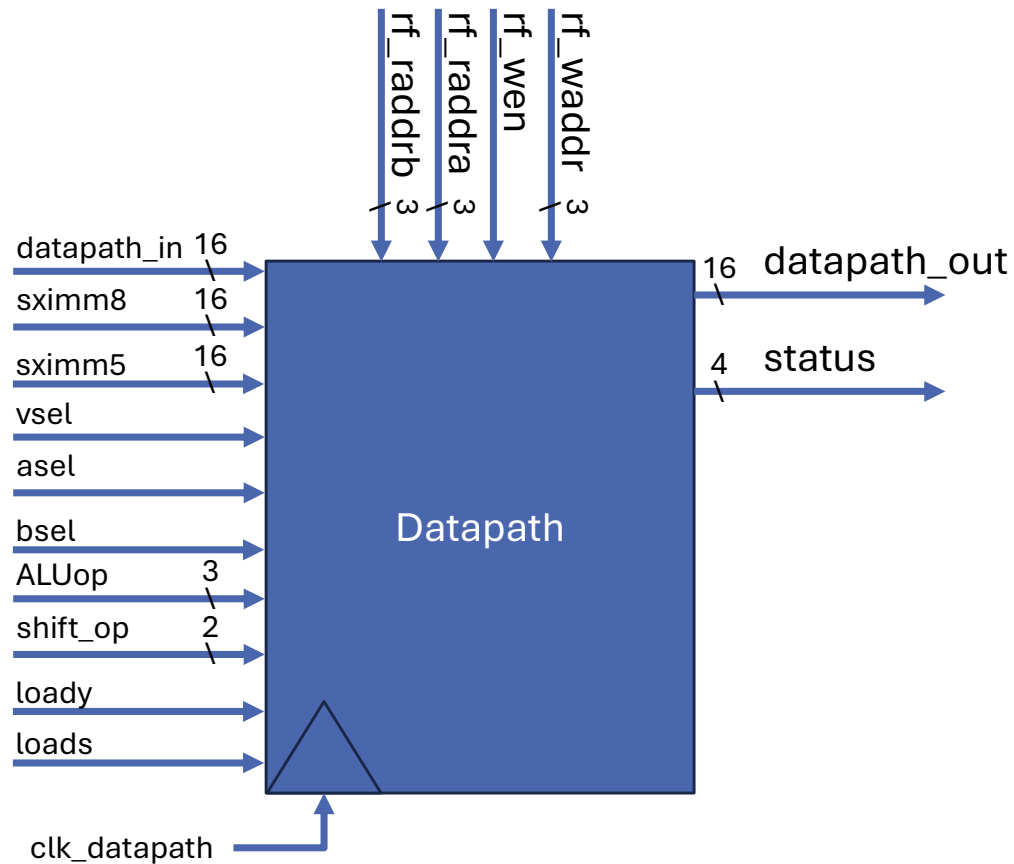 rf_raddrb
3
rf_raddra
3
rf_wen
rf_waddr
3
datapath_in 16
sximm8 16
sximm5 16
vsel
asel
bsel
ALUop 3
shift_op 2
loady
loads
clk_datapath
Datapath
16 datapath_out
4 status